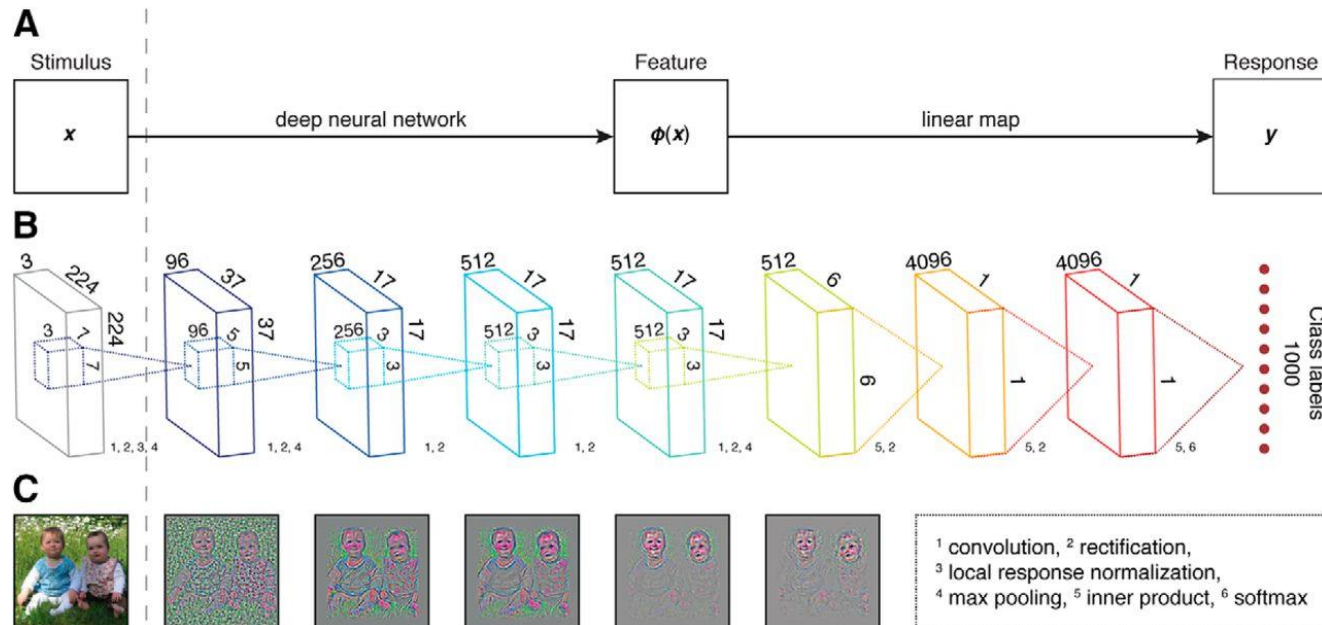 A
Stimulus
Feature
Response
x
deep neural network
ϕ(x)
linear map
y
B
3
224
224
3
7
7
1, 2, 3, 4
96
37
37
96
5
5
1, 2, 4
256
17
17
256
3
3
1, 2
512
17
17
512
3
3
1, 2
512
17
17
512
3
3
1, 2, 4
512
6
6
5, 2
4096
1
1
5, 2
4096
1
1
5, 6
1000
Class labels
C
¹ convolution, ² rectification,
³ local response normalization,
⁴ max pooling, ⁵ inner product, ⁶ softmax